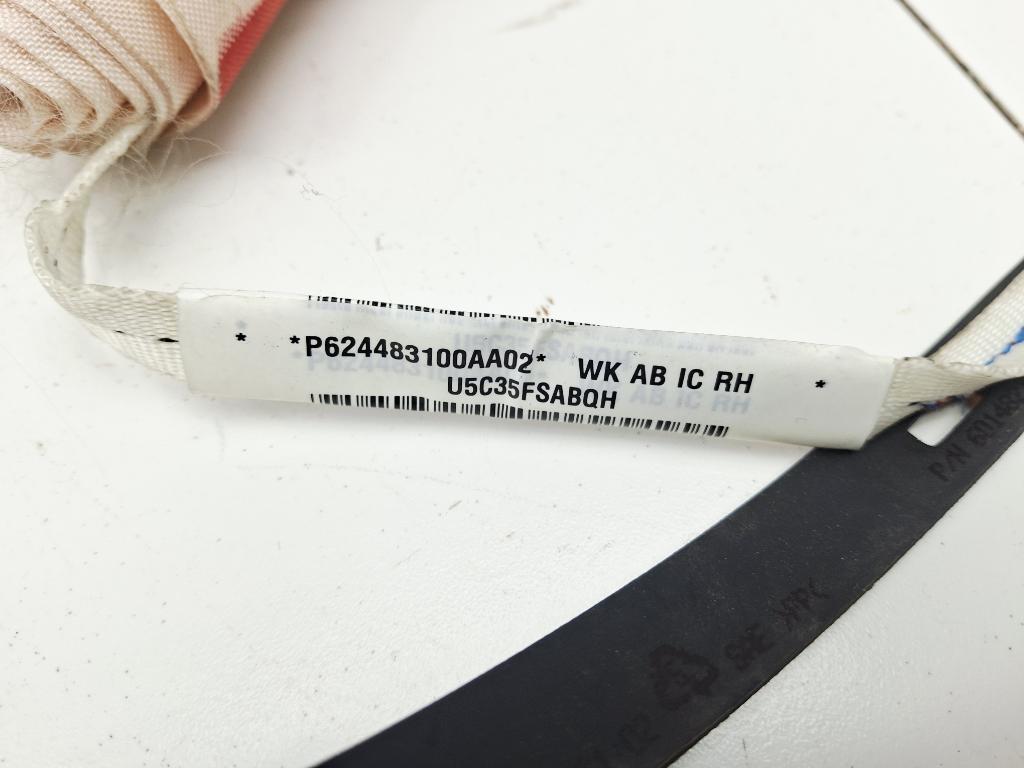 * *P624483100AA02* WK AB IC RH *
U5C35FSABQH